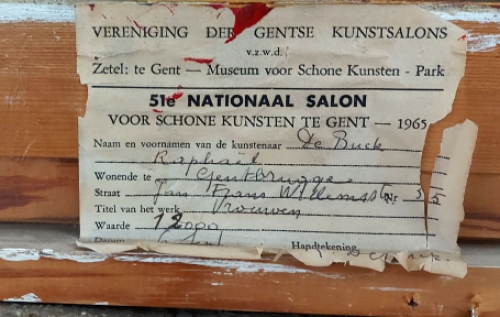 VERENIGING DER GENTSE KUNSTSALONS
v.z.w.d.
Zetel: te Gent — Museum voor Schone Kunsten - Park
51e NATIONAAL SALON
VOOR SCHONE KUNSTEN TE GENT — 1965
Naam en voornamen van de kunstenaar De Buck
Raphaël
Wonende te Gentbrugge
Straat Jan Frans Willemsstr Nr
Titel van het werk Vrouwen
Waarde
Datum Handtekening